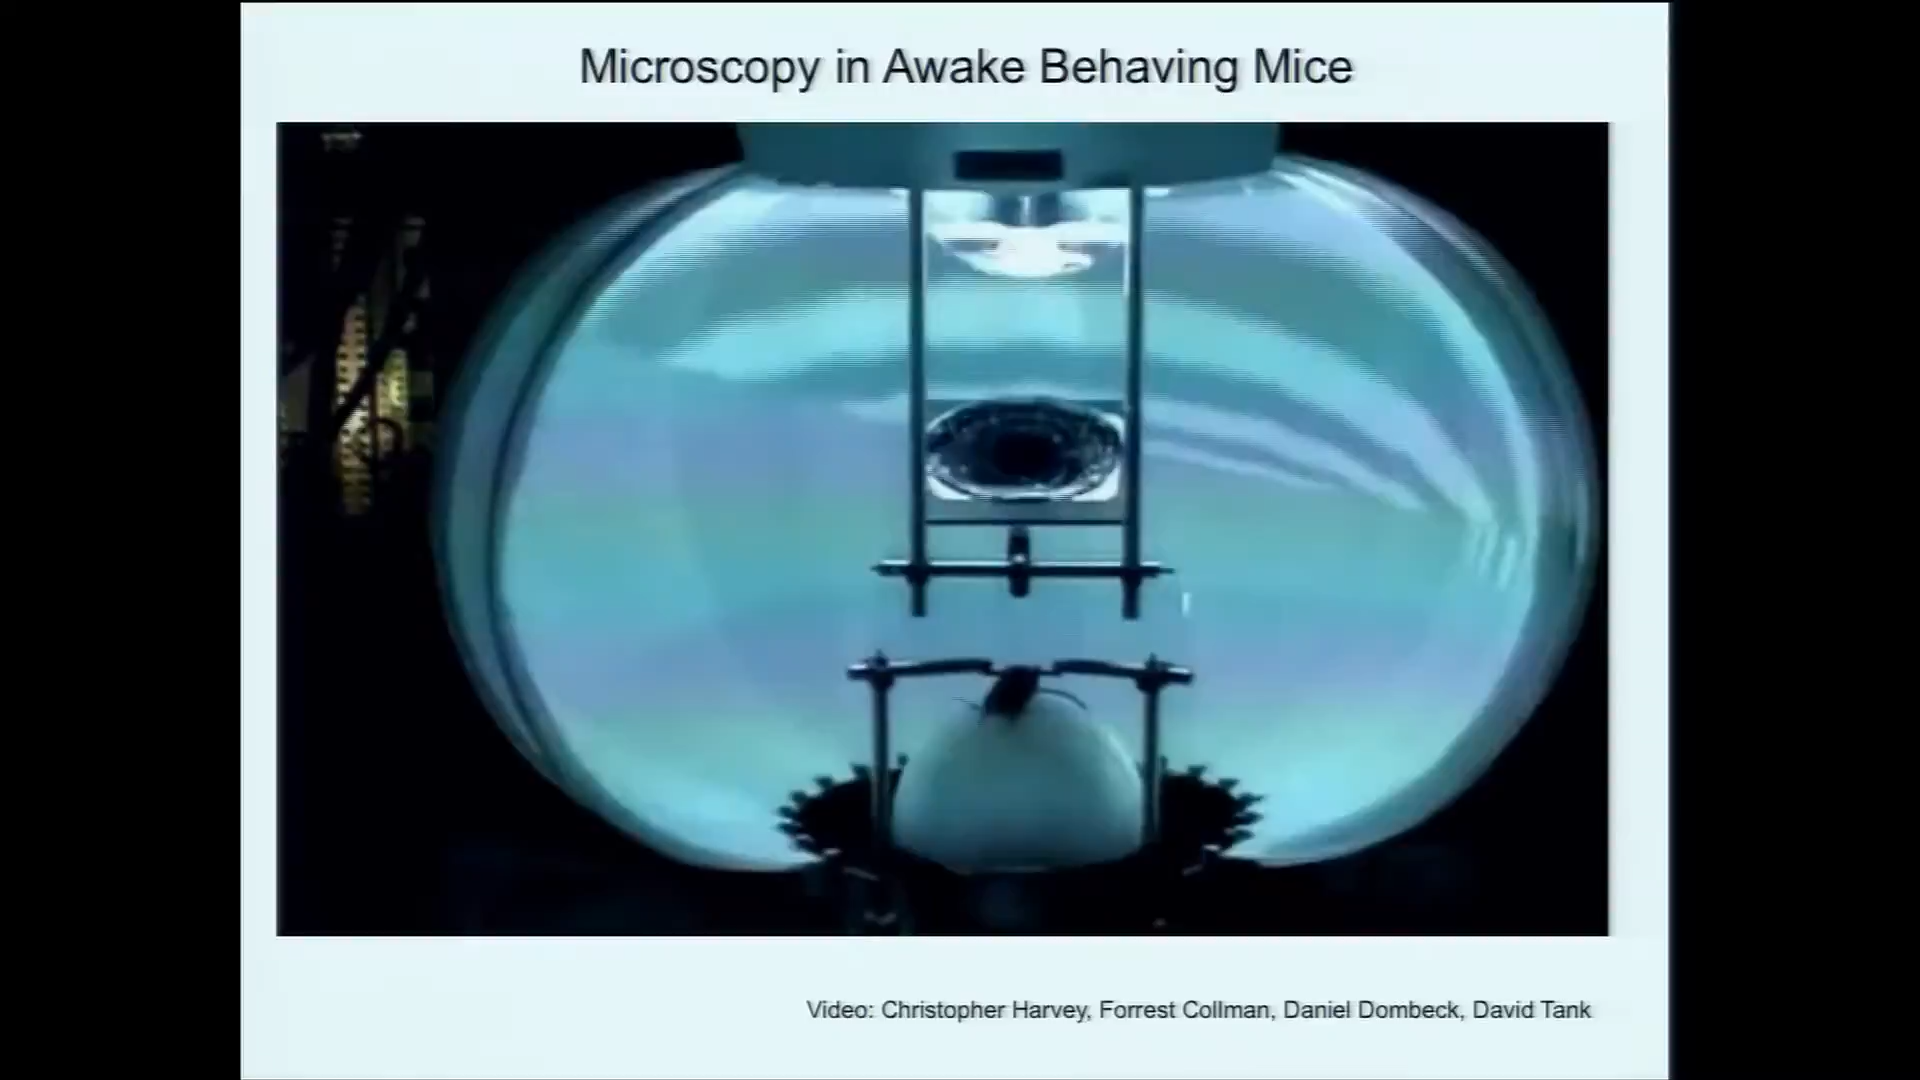 Microscopy in Awake Behaving Mice
Video: Christopher Harvey, Forrest Collman, Daniel Dombeck, David Tank